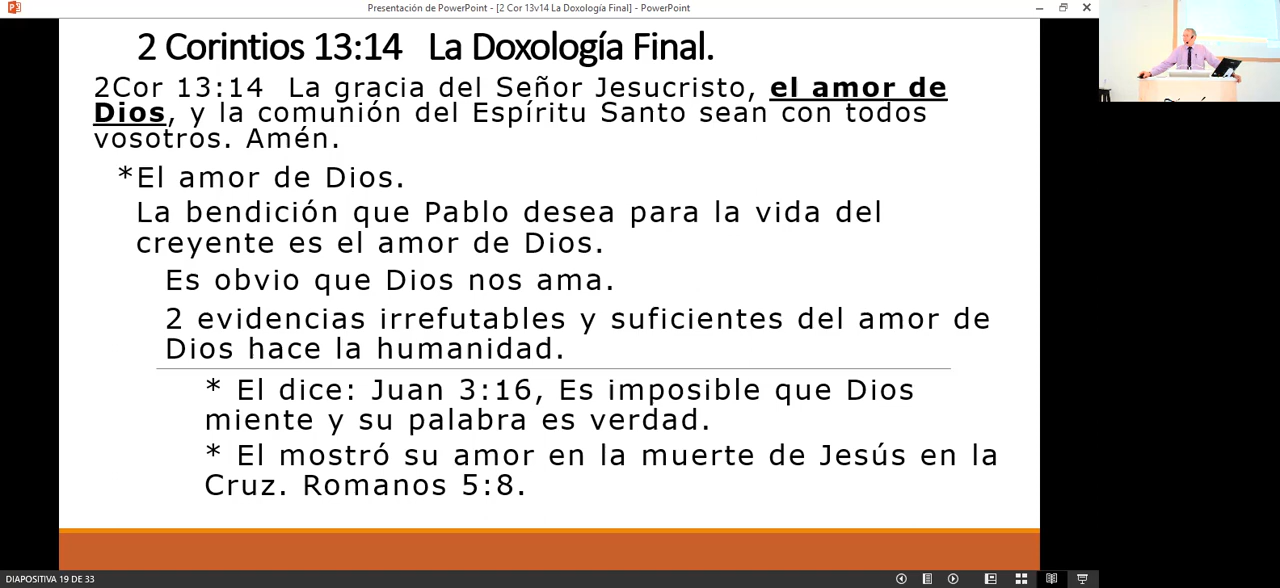 Presentación de PowerPoint - [2 Cor 13v14 La Doxología Final] - PowerPoint
2 Corintios 13:14 La Doxología Final.
2Cor 13:14 La gracia del Señor Jesucristo, el amor de
Dios, y la comunión del Espíritu Santo sean con todos
vosotros. Amén.
*El amor de Dios.
La bendición que Pablo desea para la vida del
creyente es el amor de Dios.
Es obvio que Dios nos ama.
2 evidencias irrefutables y suficientes del amor de
Dios hace la humanidad.
* El dice: Juan 3:16, Es imposible que Dios
miente y su palabra es verdad.
* El mostró su amor en la muerte de Jesús en la
Cruz. Romanos 5:8.
DIAPOSITIVA 19 DE 33